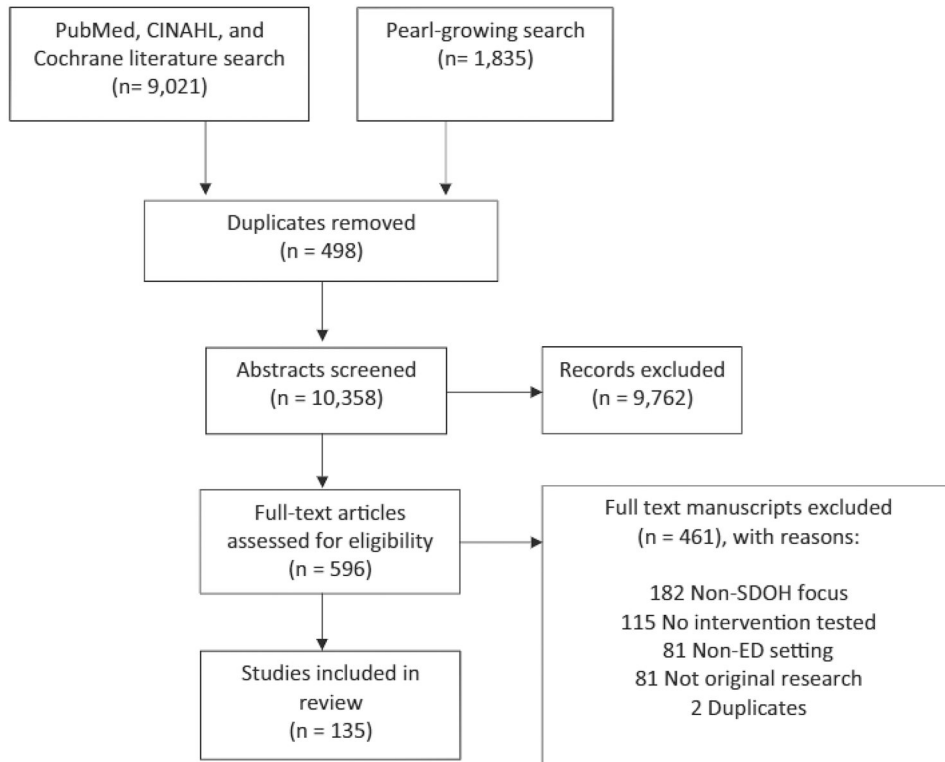 PubMed, CINAHL, and
Cochrane literature search
(n= 9,021)
Pearl-growing search
(n= 1,835)
Duplicates removed
(n = 498)
Abstracts screened
(n = 10,358)
Records excluded
(n = 9,762)
Full-text articles
assessed for eligibility
(n = 596)
Full text manuscripts excluded
(n = 461), with reasons:
182 Non-SDOH focus
115 No intervention tested
81 Non-ED setting
81 Not original research
2 Duplicates
Studies included in
review
(n = 135)